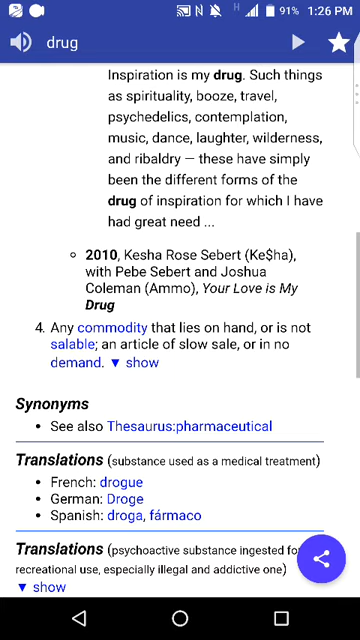 91% 1:26 PM
drug
Inspiration is my drug. Such things
as spirituality, booze, travel,
psychedelics, contemplation,
music, dance, laughter, wilderness,
and ribaldry — these have simply
been the different forms of the
drug of inspiration for which I have
had great need ...
2010, Kesha Rose Sebert (Ke$ha),
with Pebe Sebert and Joshua
Coleman (Ammo), Your Love is My
Drug
4. Any commodity that lies on hand, or is not
salable; an article of slow sale, or in no
demand. ▼ show
Synonyms
• See also Thesaurus:pharmaceutical
Translations (substance used as a medical treatment)
• French: drogue
• German: Droge
• Spanish: droga, fármaco
Translations (psychoactive substance ingested for
recreational use, especially illegal and addictive one)
▼ show